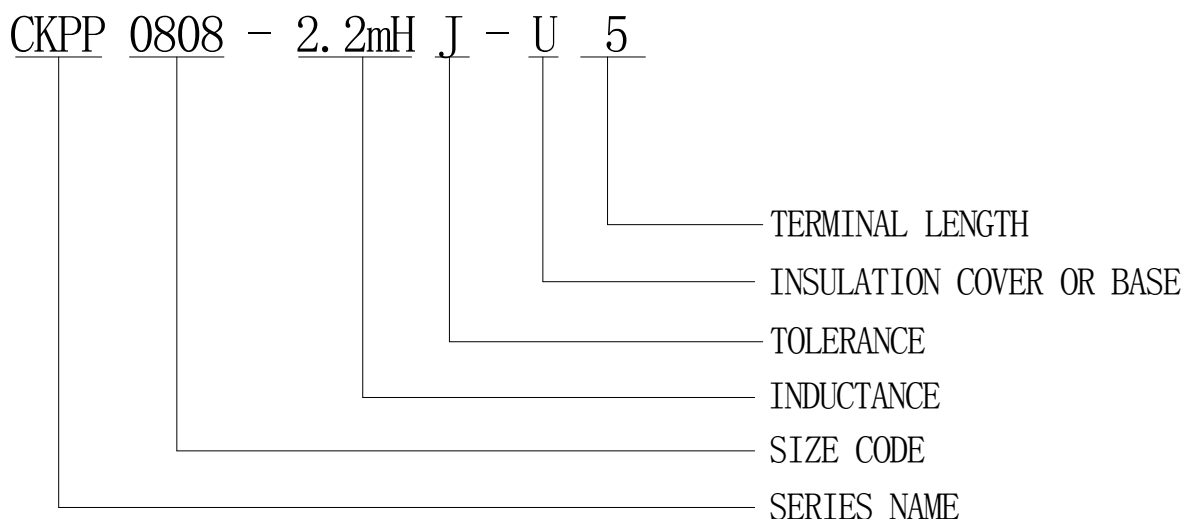 CKPP 0808 - 2.2mH J - U 5
TERMINAL LENGTH
INSULATION COVER OR BASE
TOLERANCE
INDUCTANCE
SIZE CODE
SERIES NAME